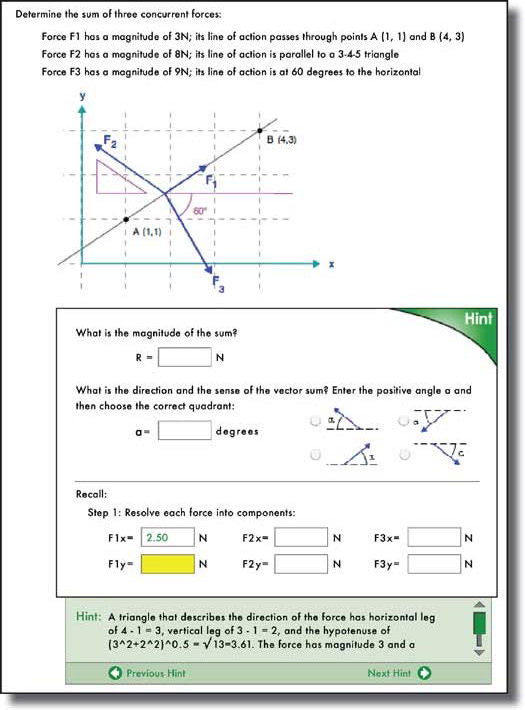 Determine the sum of three concurrent forces:
Force F1 has a magnitude of 3N; its line of action passes through points A (1, 1) and B (4, 3)
Force F2 has a magnitude of 8N; its line of action is parallel to a 3-4-5 triangle
Force F3 has a magnitude of 9N; its line of action is at 60 degrees to the horizontal
y
F2
B (4,3)
F1
60°
A (1,1)
x
F3
Hint
What is the magnitude of the sum?
R = N
What is the direction and the sense of the vector sum? Enter the positive angle a and
then choose the correct quadrant:
a= degrees
Recall:
Step 1: Resolve each force into components:
F1x= 2.50 N F2x= N F3x= N
F1y= N F2y= N F3y= N
Hint: A triangle that describes the direction of the force has horizontal leg
of 4 - 1 = 3, vertical leg of 3 - 1 = 2, and the hypotenuse of
(3^2+2^2)^0.5 = √13=3.61. The force has magnitude 3 and a
Previous Hint Next Hint